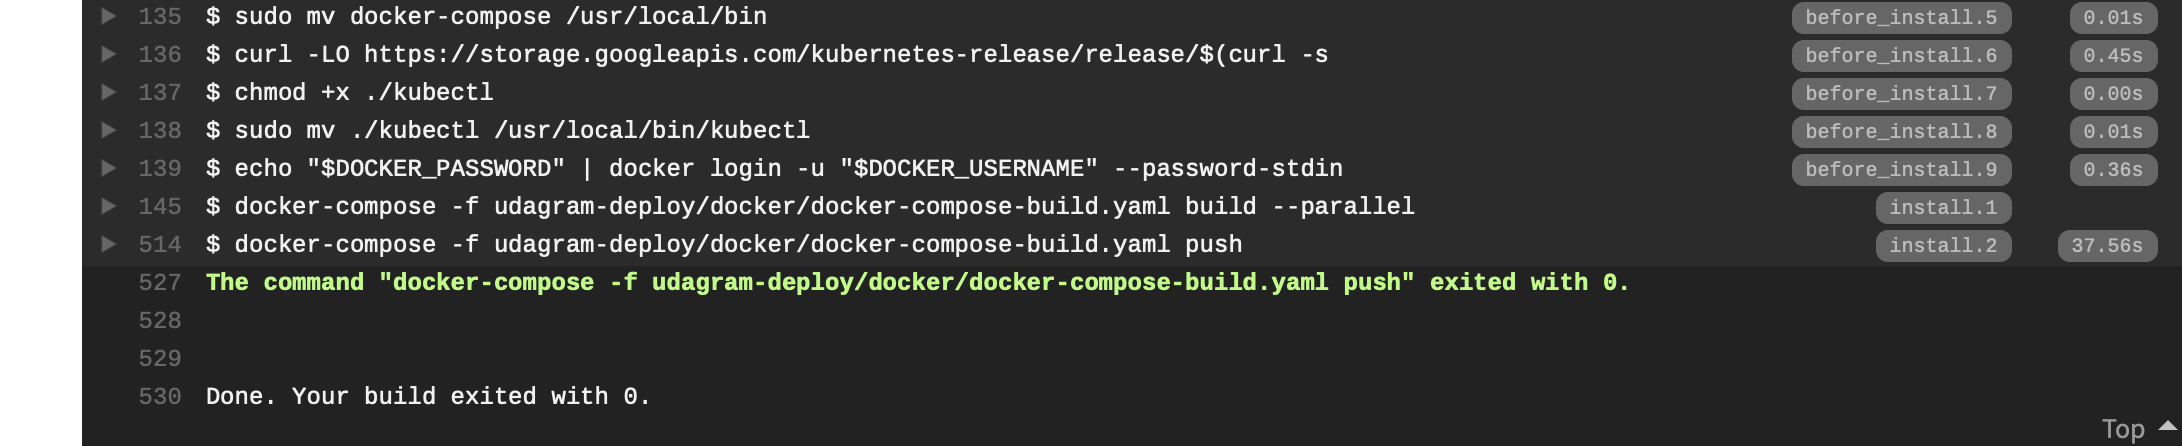 135 $ sudo mv docker-compose /usr/local/bin before_install.5 0.01s
136 $ curl -LO https://storage.googleapis.com/kubernetes-release/release/$(curl -s before_install.6 0.45s
137 $ chmod +x ./kubectl before_install.7 0.00s
138 $ sudo mv ./kubectl /usr/local/bin/kubectl before_install.8 0.01s
139 $ echo "$DOCKER_PASSWORD" | docker login -u "$DOCKER_USERNAME" --password-stdin before_install.9 0.36s
145 $ docker-compose -f udagram-deploy/docker/docker-compose-build.yaml build --parallel install.1
514 $ docker-compose -f udagram-deploy/docker/docker-compose-build.yaml push install.2 37.56s
527 The command "docker-compose -f udagram-deploy/docker/docker-compose-build.yaml push" exited with 0.
528
529
530 Done. Your build exited with 0.
Top